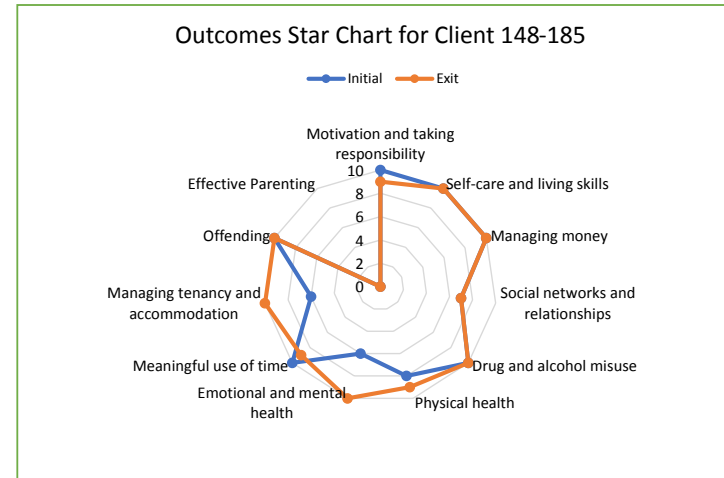 Outcomes Star Chart for Client 148-185
Initial
Exit
Motivation and taking
responsibility
Self-care and living skills
Managing money
Social networks and
relationships
Drug and alcohol misuse
Physical health
Emotional and mental
health
Meaningful use of time
Managing tenancy and
accommodation
Offending
Effective Parenting
10
8
6
4
2
0